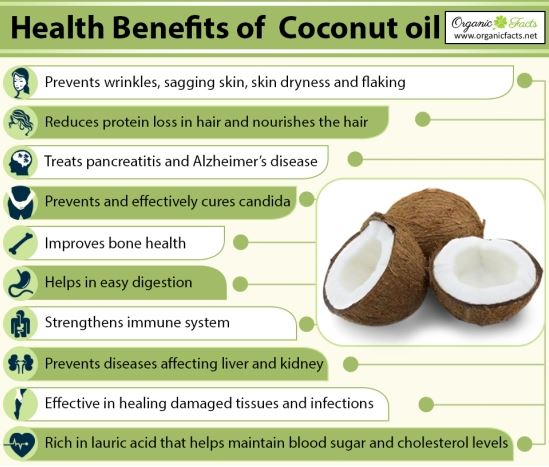 Health Benefits of Coconut oil
Organic Facts
www.organicfacts.net
Prevents wrinkles, sagging skin, skin dryness and flaking
Reduces protein loss in hair and nourishes the hair
Treats pancreatitis and Alzheimer's disease
Prevents and effectively cures candida
Improves bone health
Helps in easy digestion
Strengthens immune system
Prevents diseases affecting liver and kidney
Effective in healing damaged tissues and infections
Rich in lauric acid that helps maintain blood sugar and cholesterol levels